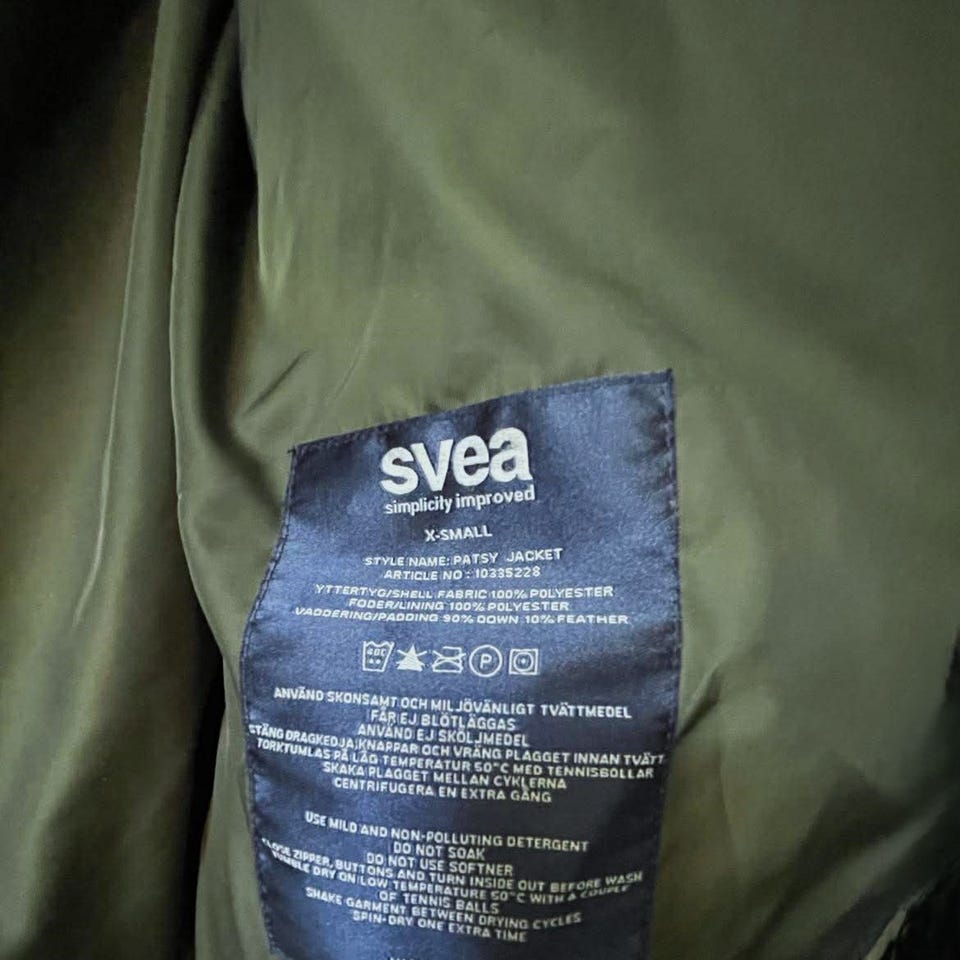 svea
simplicity improved
X-SMALL
STYLE NAME: PATSY JACKET
ARTICLE NO : 10335228
YTTERTYG/SHELL FABRIC 100% POLYESTER
FODER/LINING 100% POLYESTER
VADDERING/PADDING 90% DOWN 10% FEATHER
40C P
ANVÄND SKONSAMT OCH MILJÖVÄNLIGT TVÄTTMEDEL
FÅR EJ BLÖTLÄGGAS
ANVÄND EJ SKÖLJMEDEL
STÄNG DRAGKEDJA, KNAPPAR OCH VRÄNG PLAGGET INNAN TVÄTT
TORKTUMLAS PÅ LÅG TEMPERATUR 50°C MED TENNISBOLLAR
SKAKA PLAGGET MELLAN CYKLERNA
CENTRIFUGERA EN EXTRA GÅNG
USE MILD AND NON-POLLUTING DETERGENT
DO NOT SOAK
DO NOT USE SOFTNER
CLOSE ZIPPER, BUTTONS AND TURN INSIDE OUT BEFORE WASH
TUMBLE DRY ON LOW TEMPERATURE 50°C WITH A COUPLE
OF TENNIS BALLS
SHAKE GARMENT BETWEEN DRYING CYCLES
SPIN-DRY ONE EXTRA TIME